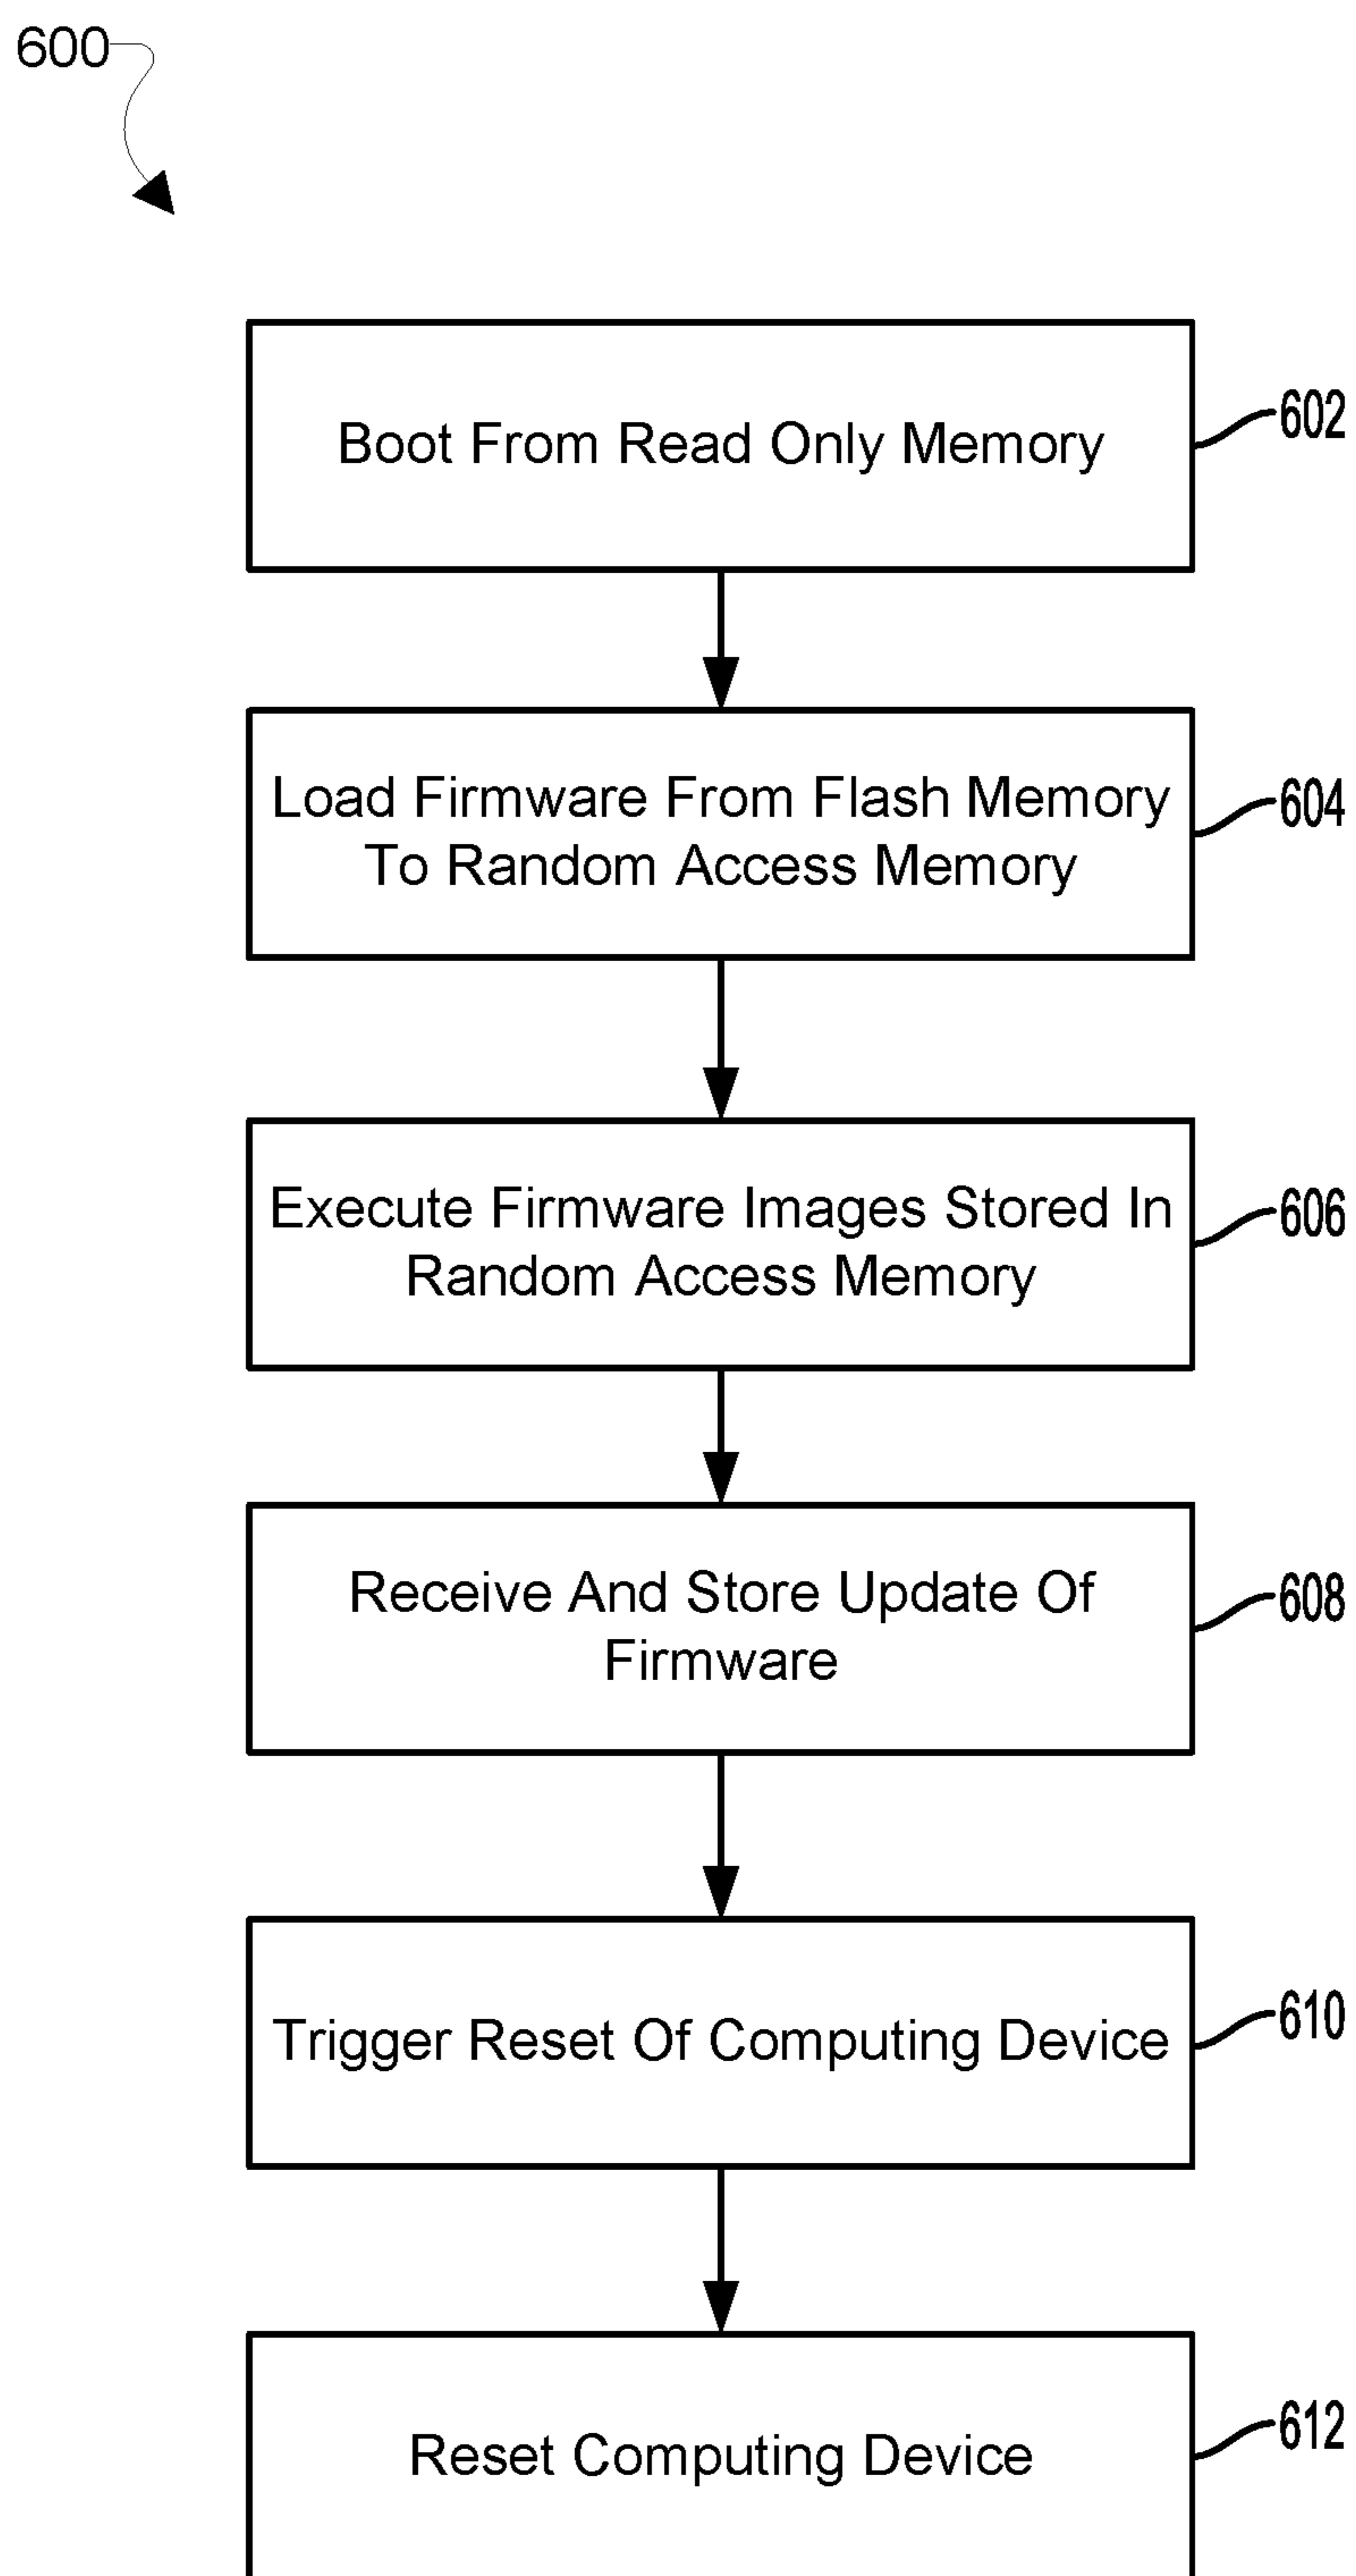 600
Boot From Read Only Memory
602
Load Firmware From Flash Memory
To Random Access Memory
604
Execute Firmware Images Stored In
Random Access Memory
606
Receive And Store Update Of
Firmware
608
Trigger Reset Of Computing Device
610
Reset Computing Device
612